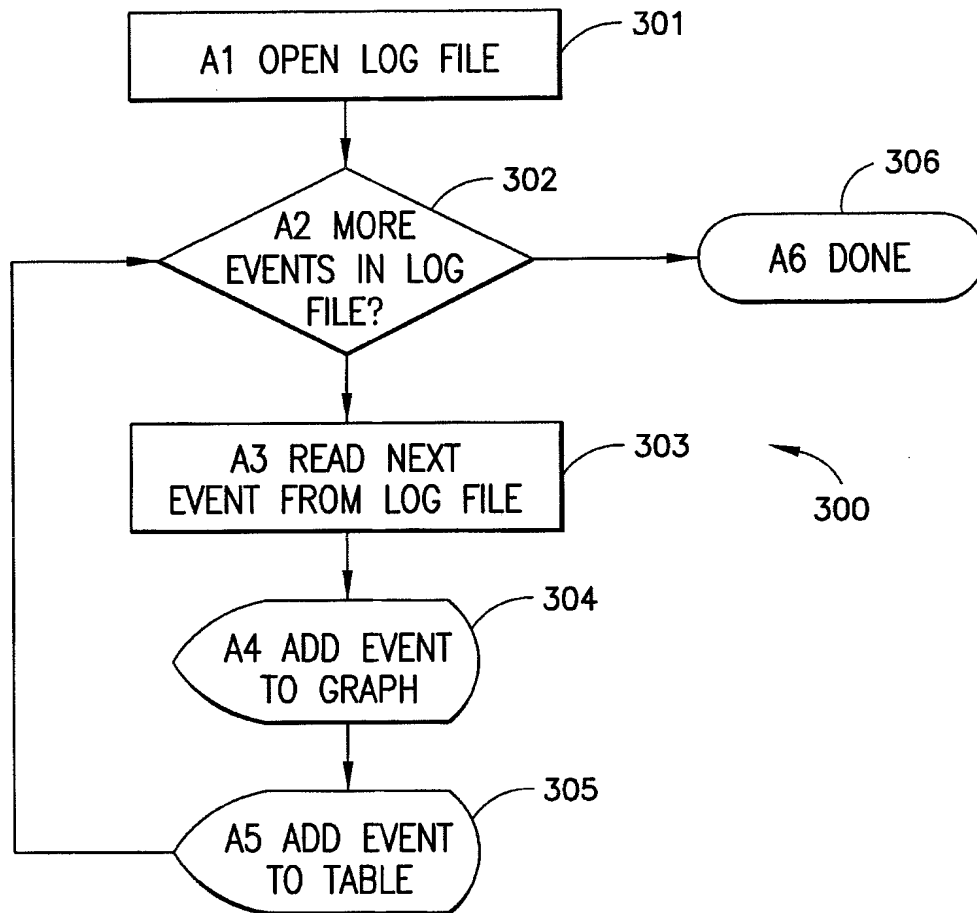 A1 OPEN LOG FILE
301
A2 MORE
EVENTS IN LOG
FILE?
302
A6 DONE
306
A3 READ NEXT
EVENT FROM LOG FILE
303
300
A4 ADD EVENT
TO GRAPH
304
A5 ADD EVENT
TO TABLE
305